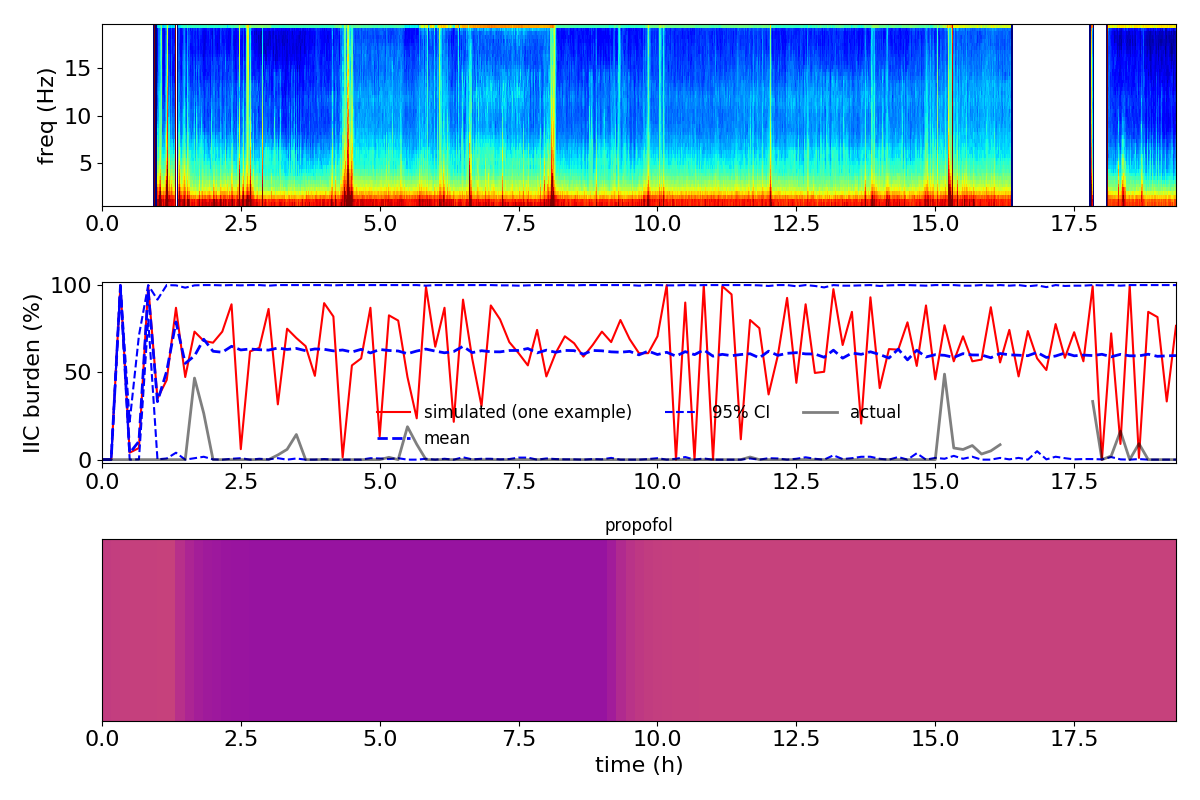 freq (Hz)
15
10
5
0.0 2.5 5.0 7.5 10.0 12.5 15.0 17.5
IIC burden (%)
100
50
0
simulated (one example) 95% CI actual
mean
0.0 2.5 5.0 7.5 10.0 12.5 15.0 17.5
propofol
0.0 2.5 5.0 7.5 10.0 12.5 15.0 17.5
time (h)